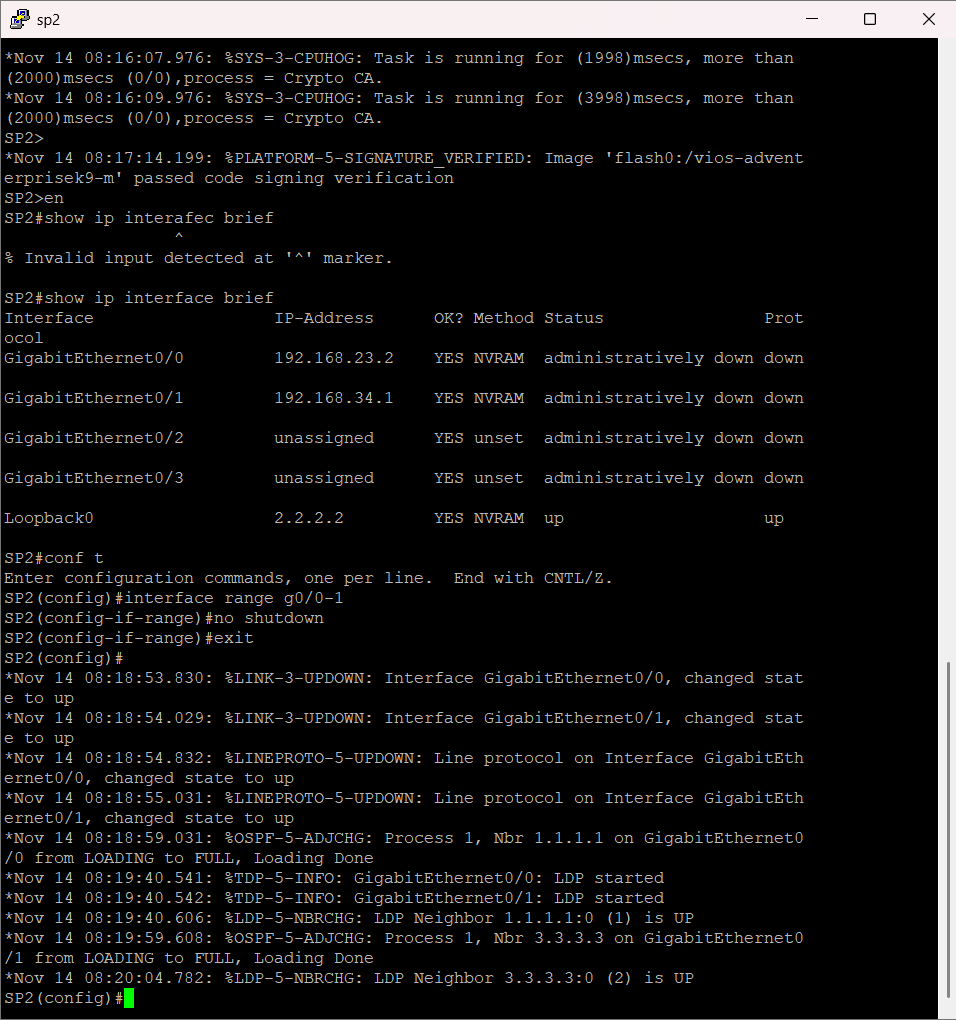 sp2
*Nov 14 08:16:07.976: %SYS-3-CPUHOG: Task is running for (1998)msecs, more than
(2000)msecs (0/0),process = Crypto CA.
*Nov 14 08:16:09.976: %SYS-3-CPUHOG: Task is running for (3998)msecs, more than
(2000)msecs (0/0),process = Crypto CA.
SP2>
*Nov 14 08:17:14.199: %PLATFORM-5-SIGNATURE_VERIFIED: Image 'flash0:/vios-advent
erprisek9-m' passed code signing verification
SP2>en
SP2#show ip interafec brief
^
% Invalid input detected at '^' marker.
SP2#show ip interface brief
Interface                  IP-Address      OK? Method Status                Prot
ocol
GigabitEthernet0/0         192.168.23.2    YES NVRAM  administratively down down
GigabitEthernet0/1         192.168.34.1    YES NVRAM  administratively down down
GigabitEthernet0/2         unassigned      YES unset  administratively down down
GigabitEthernet0/3         unassigned      YES unset  administratively down down
Loopback0                  2.2.2.2         YES NVRAM  up                    up
SP2#conf t
Enter configuration commands, one per line.  End with CNTL/Z.
SP2(config)#interface range g0/0-1
SP2(config-if-range)#no shutdown
SP2(config-if-range)#exit
SP2(config)#
*Nov 14 08:18:53.830: %LINK-3-UPDOWN: Interface GigabitEthernet0/0, changed stat
e to up
*Nov 14 08:18:54.029: %LINK-3-UPDOWN: Interface GigabitEthernet0/1, changed stat
e to up
*Nov 14 08:18:54.832: %LINEPROTO-5-UPDOWN: Line protocol on Interface GigabitEth
ernet0/0, changed state to up
*Nov 14 08:18:55.031: %LINEPROTO-5-UPDOWN: Line protocol on Interface GigabitEth
ernet0/1, changed state to up
*Nov 14 08:18:59.031: %OSPF-5-ADJCHG: Process 1, Nbr 1.1.1.1 on GigabitEthernet0
/0 from LOADING to FULL, Loading Done
*Nov 14 08:19:40.541: %TDP-5-INFO: GigabitEthernet0/0: LDP started
*Nov 14 08:19:40.542: %TDP-5-INFO: GigabitEthernet0/1: LDP started
*Nov 14 08:19:40.606: %LDP-5-NBRCHG: LDP Neighbor 1.1.1.1:0 (1) is UP
*Nov 14 08:19:59.608: %OSPF-5-ADJCHG: Process 1, Nbr 3.3.3.3 on GigabitEthernet0
/1 from LOADING to FULL, Loading Done
*Nov 14 08:20:04.782: %LDP-5-NBRCHG: LDP Neighbor 3.3.3.3:0 (2) is UP
SP2(config)#